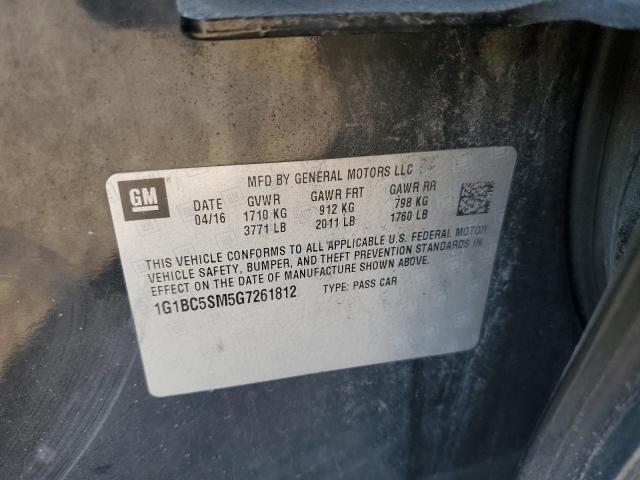 MFD BY GENERAL MOTORS LLC
GM
DATE GVWR GAWR FRT GAWR RR
04/16 1710 KG 912 KG 798 KG
3771 LB 2011 LB 1760 LB
THIS VEHICLE CONFORMS TO ALL APPLICABLE U.S. FEDERAL MOTOR
VEHICLE SAFETY, BUMPER, AND THEFT PREVENTION STANDARDS IN
EFFECT ON THE DATE OF MANUFACTURE SHOWN ABOVE.
1G1BC5SM5G7261812 TYPE: PASS CAR